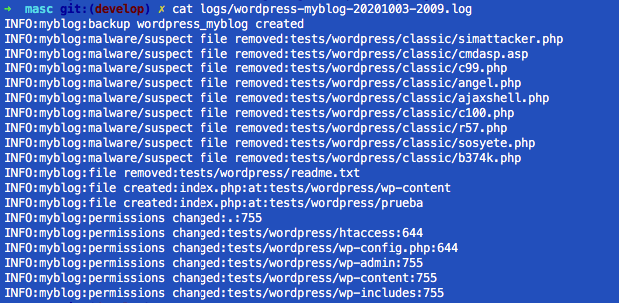 ➜ masc git:(develop) ✗ cat logs/wordpress-myblog-20201003-2009.log
INFO:myblog:backup wordpress_myblog created
INFO:myblog:malware/suspect file removed:tests/wordpress/classic/simattacker.php
INFO:myblog:malware/suspect file removed:tests/wordpress/classic/cmdasp.asp
INFO:myblog:malware/suspect file removed:tests/wordpress/classic/c99.php
INFO:myblog:malware/suspect file removed:tests/wordpress/classic/angel.php
INFO:myblog:malware/suspect file removed:tests/wordpress/classic/ajaxshell.php
INFO:myblog:malware/suspect file removed:tests/wordpress/classic/c100.php
INFO:myblog:malware/suspect file removed:tests/wordpress/classic/r57.php
INFO:myblog:malware/suspect file removed:tests/wordpress/classic/sosyete.php
INFO:myblog:malware/suspect file removed:tests/wordpress/classic/b374k.php
INFO:myblog:file removed:tests/wordpress/readme.txt
INFO:myblog:file created:index.php:at:tests/wordpress/wp-content
INFO:myblog:file created:index.php:at:tests/wordpress/prueba
INFO:myblog:permissions changed:.:755
INFO:myblog:permissions changed:tests/wordpress/htaccess:644
INFO:myblog:permissions changed:tests/wordpress/wp-config.php:644
INFO:myblog:permissions changed:tests/wordpress/wp-admin:755
INFO:myblog:permissions changed:tests/wordpress/wp-content:755
INFO:myblog:permissions changed:tests/wordpress/wp-includes:755